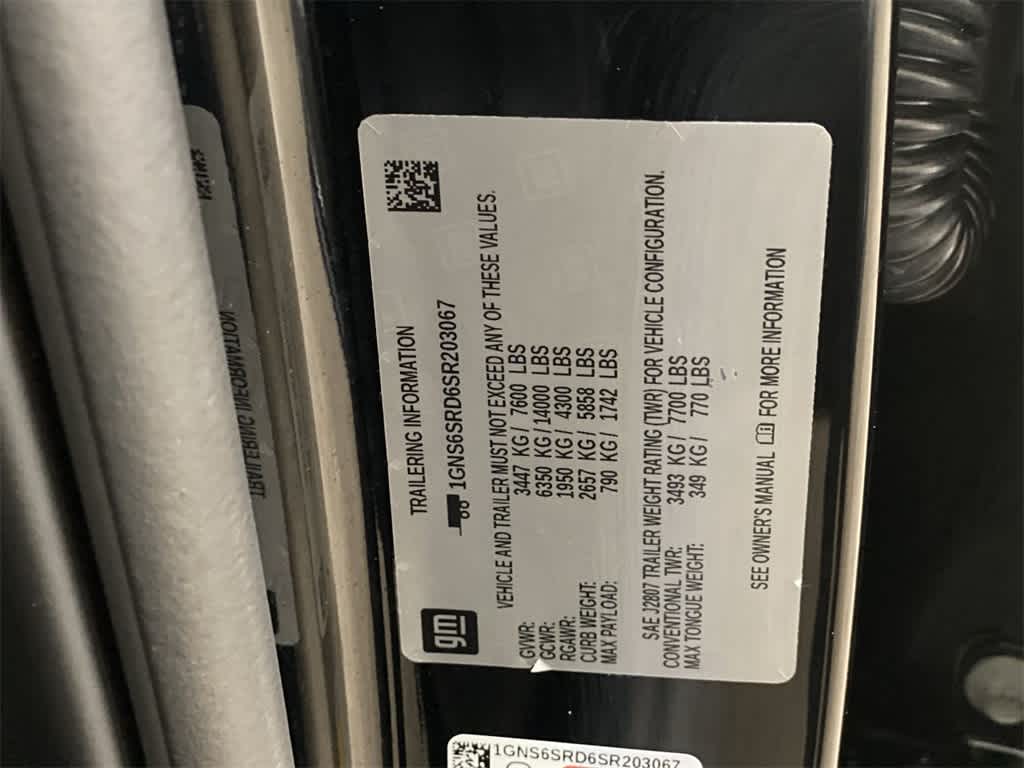 TRAILERING INFORMATION
gm 1GNS6SRD6SR203067
VEHICLE AND TRAILER MUST NOT EXCEED ANY OF THESE VALUES.
GVWR: 3447 KG / 7600 LBS
GCWR: 6350 KG / 14000 LBS
RGAWR: 1950 KG / 4300 LBS
CURB WEIGHT: 2657 KG / 5858 LBS
MAX PAYLOAD: 790 KG / 1742 LBS
SAE J2807 TRAILER WEIGHT RATING (TWR) FOR VEHICLE CONFIGURATION.
CONVENTIONAL TWR: 3493 KG / 7700 LBS
MAX TONGUE WEIGHT: 349 KG / 770 LBS
SEE OWNER'S MANUAL FOR MORE INFORMATION
1GNS6SRD6SR203067
TRAILERING INFORMATION